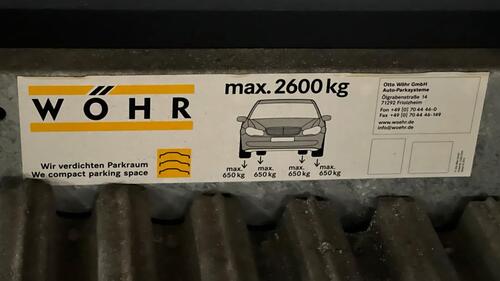 WÖHR
Wir verdichten Parkraum
We compact parking space
max. 2600 kg
max. max.
650 kg 650 kg 650 kg 650 kg
Otto Wöhr GmbH
Auto-Parksysteme
Ölgrabenstraße 14
71292 Friolzheim
Fon +49 [0] 70 44 46-0
Fax +49 [0] 70 44 46-149
www.woehr.de
info@woehr.de